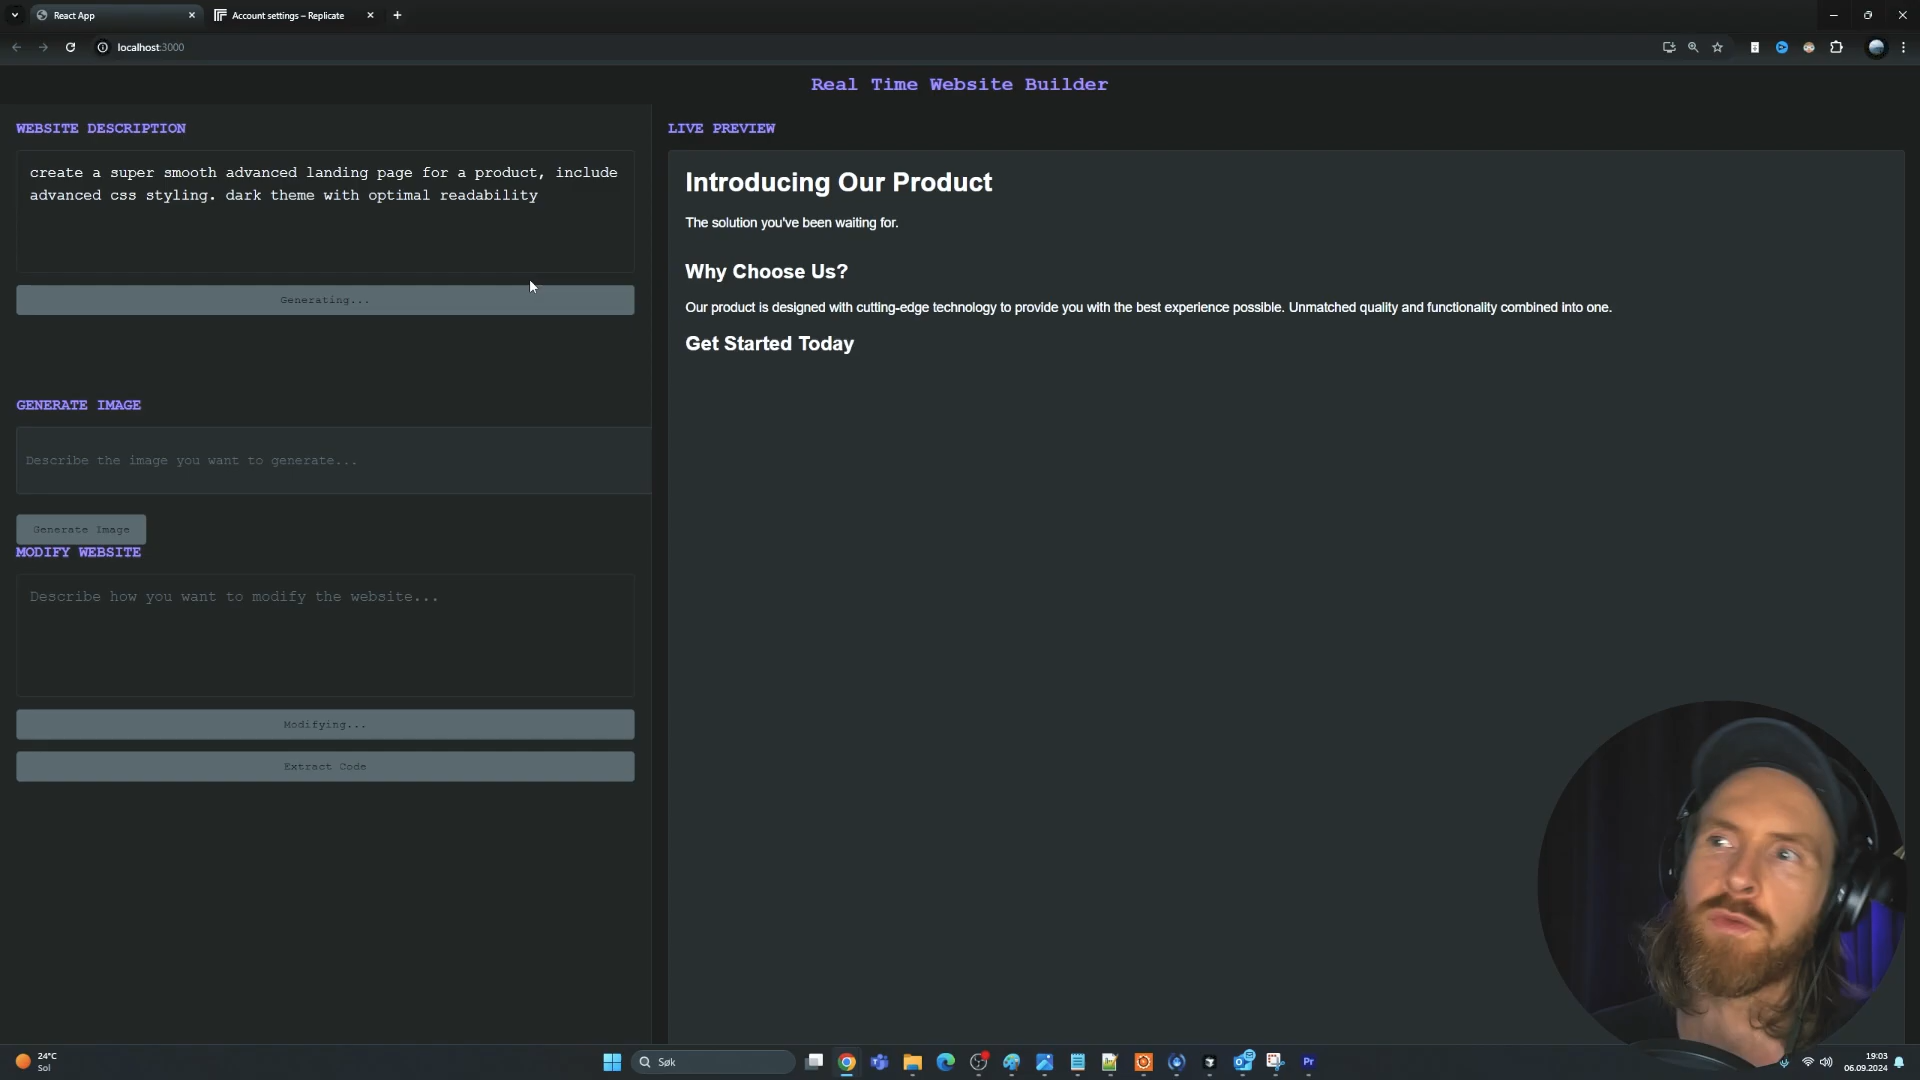 React App
Account settings – Replicate
localhost:3000
Real Time Website Builder
WEBSITE DESCRIPTION
create a super smooth advanced landing page for a product, include
advanced css styling. dark theme with optimal readability
Generating...
GENERATE IMAGE
Describe the image you want to generate...
Generate Image
MODIFY WEBSITE
Describe how you want to modify the website...
Modifying...
Extract Code
LIVE PREVIEW
Introducing Our Product
The solution you've been waiting for.
Why Choose Us?
Our product is designed with cutting-edge technology to provide you with the best experience possible. Unmatched quality and functionality combined into one.
Get Started Today
24°C
Sol
Søk
Pr
19:03
06.09.2024